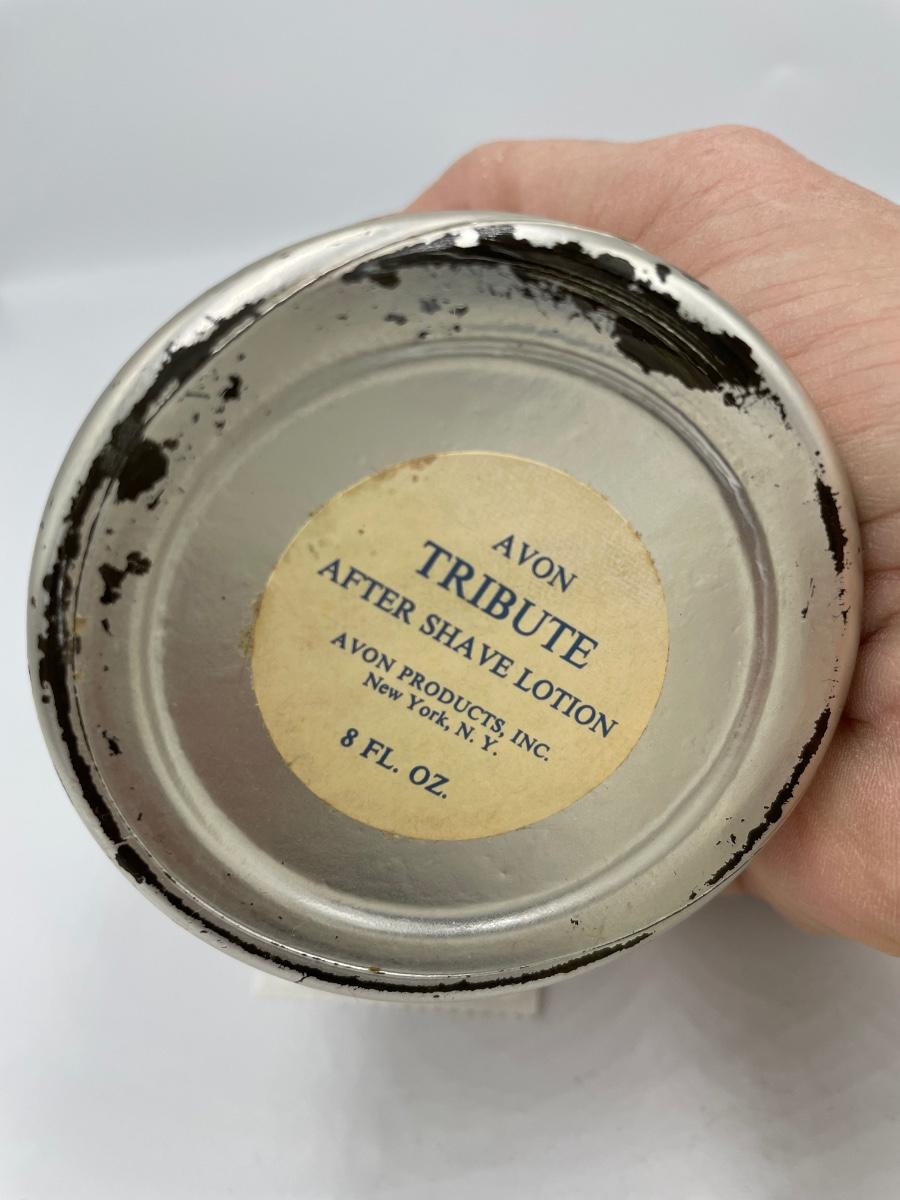 AVON
TRIBUTE
AFTER SHAVE LOTION
AVON PRODUCTS, INC.
New York, N. Y.
8 FL. OZ.